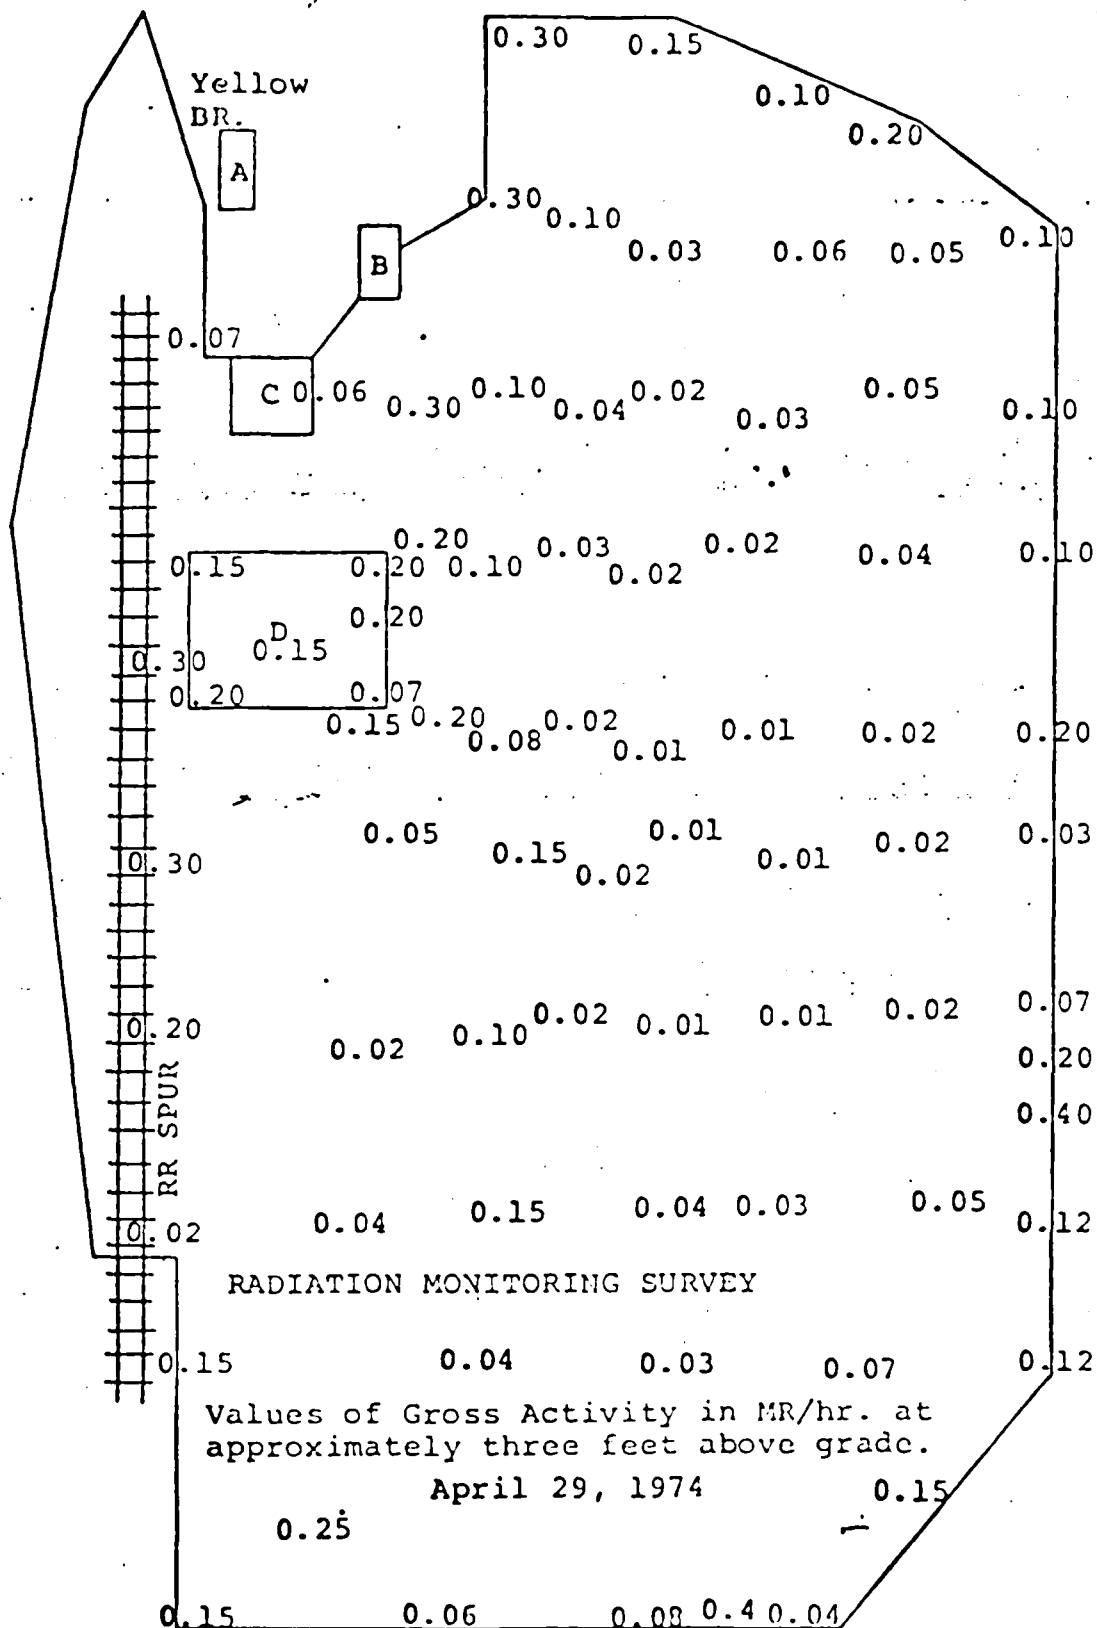 0.30 0.15
Yellow
BR.
0.10
0.20
A
0.30 0.10
0.03 0.06 0.05 0.10
B
0.07
C 0.06 0.30 0.10 0.04 0.02 0.03 0.05 0.10
0.20 0.03 0.02 0.04 0.10
0.15 0.20 0.10 0.02
0.20
D
0.15
0.30
0.20 0.07
0.15 0.20 0.08 0.02 0.01 0.01 0.02 0.20
0.30 0.05 0.15 0.02 0.01 0.01 0.02 0.03
0.20 0.02 0.10 0.02 0.01 0.01 0.02 0.07
0.20
0.40
RR SPUR
0.02 0.04 0.15 0.04 0.03 0.05 0.12
RADIATION MONITORING SURVEY
0.15 0.04 0.03 0.07 0.12
Values of Gross Activity in MR/hr. at
approximately three feet above grade.
April 29, 1974
0.15
0.25
0.15 0.06 0.08 0.4 0.04